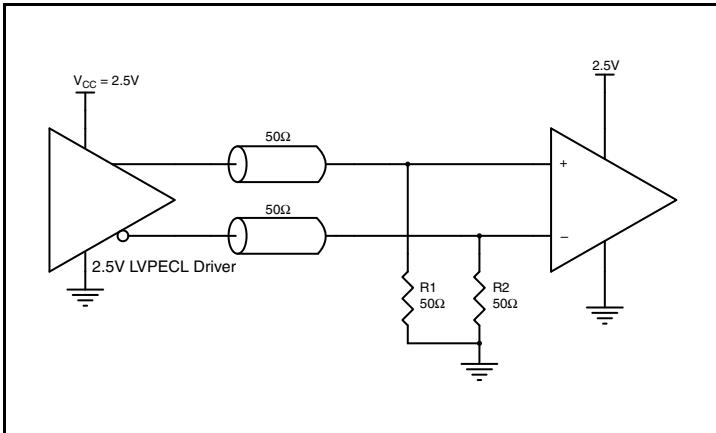 V_CC = 2.5V
2.5V
50Ω
+
50Ω
–
2.5V LVPECL Driver
R1
50Ω
R2
50Ω